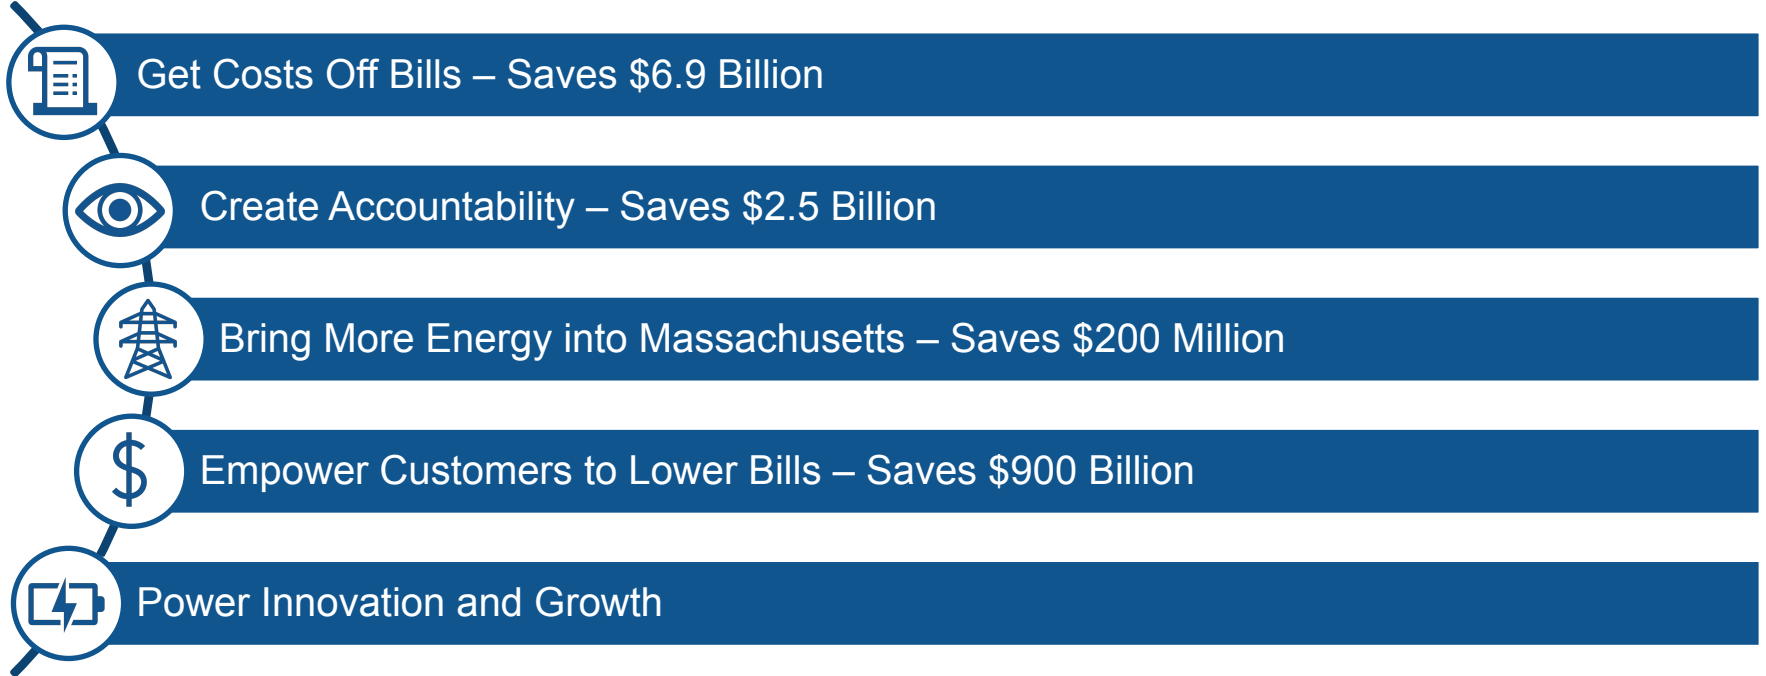 Get Costs Off Bills – Saves $6.9 Billion
Create Accountability – Saves $2.5 Billion
Bring More Energy into Massachusetts – Saves $200 Million
Empower Customers to Lower Bills – Saves $900 Billion
Power Innovation and Growth